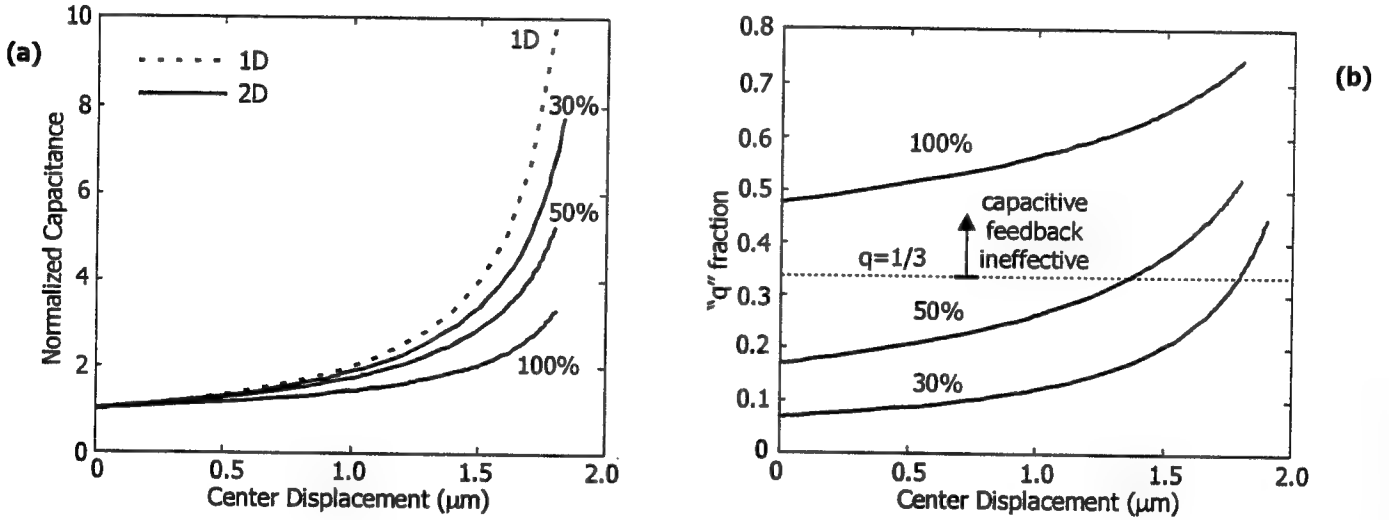 (a)
Normalized Capacitance
10
8
6
4
2
0
1D
2D
1D
30%
50%
100%
0
0.5
1.0
1.5
2.0
Center Displacement (μm)
(b)
"q" fraction
0.8
0.7
0.6
0.5
0.4
0.3
0.2
0.1
0
100%
capacitive
feedback
q=1/3
ineffective
50%
30%
0
0.5
1.0
1.5
2.0
Center Displacement (μm)